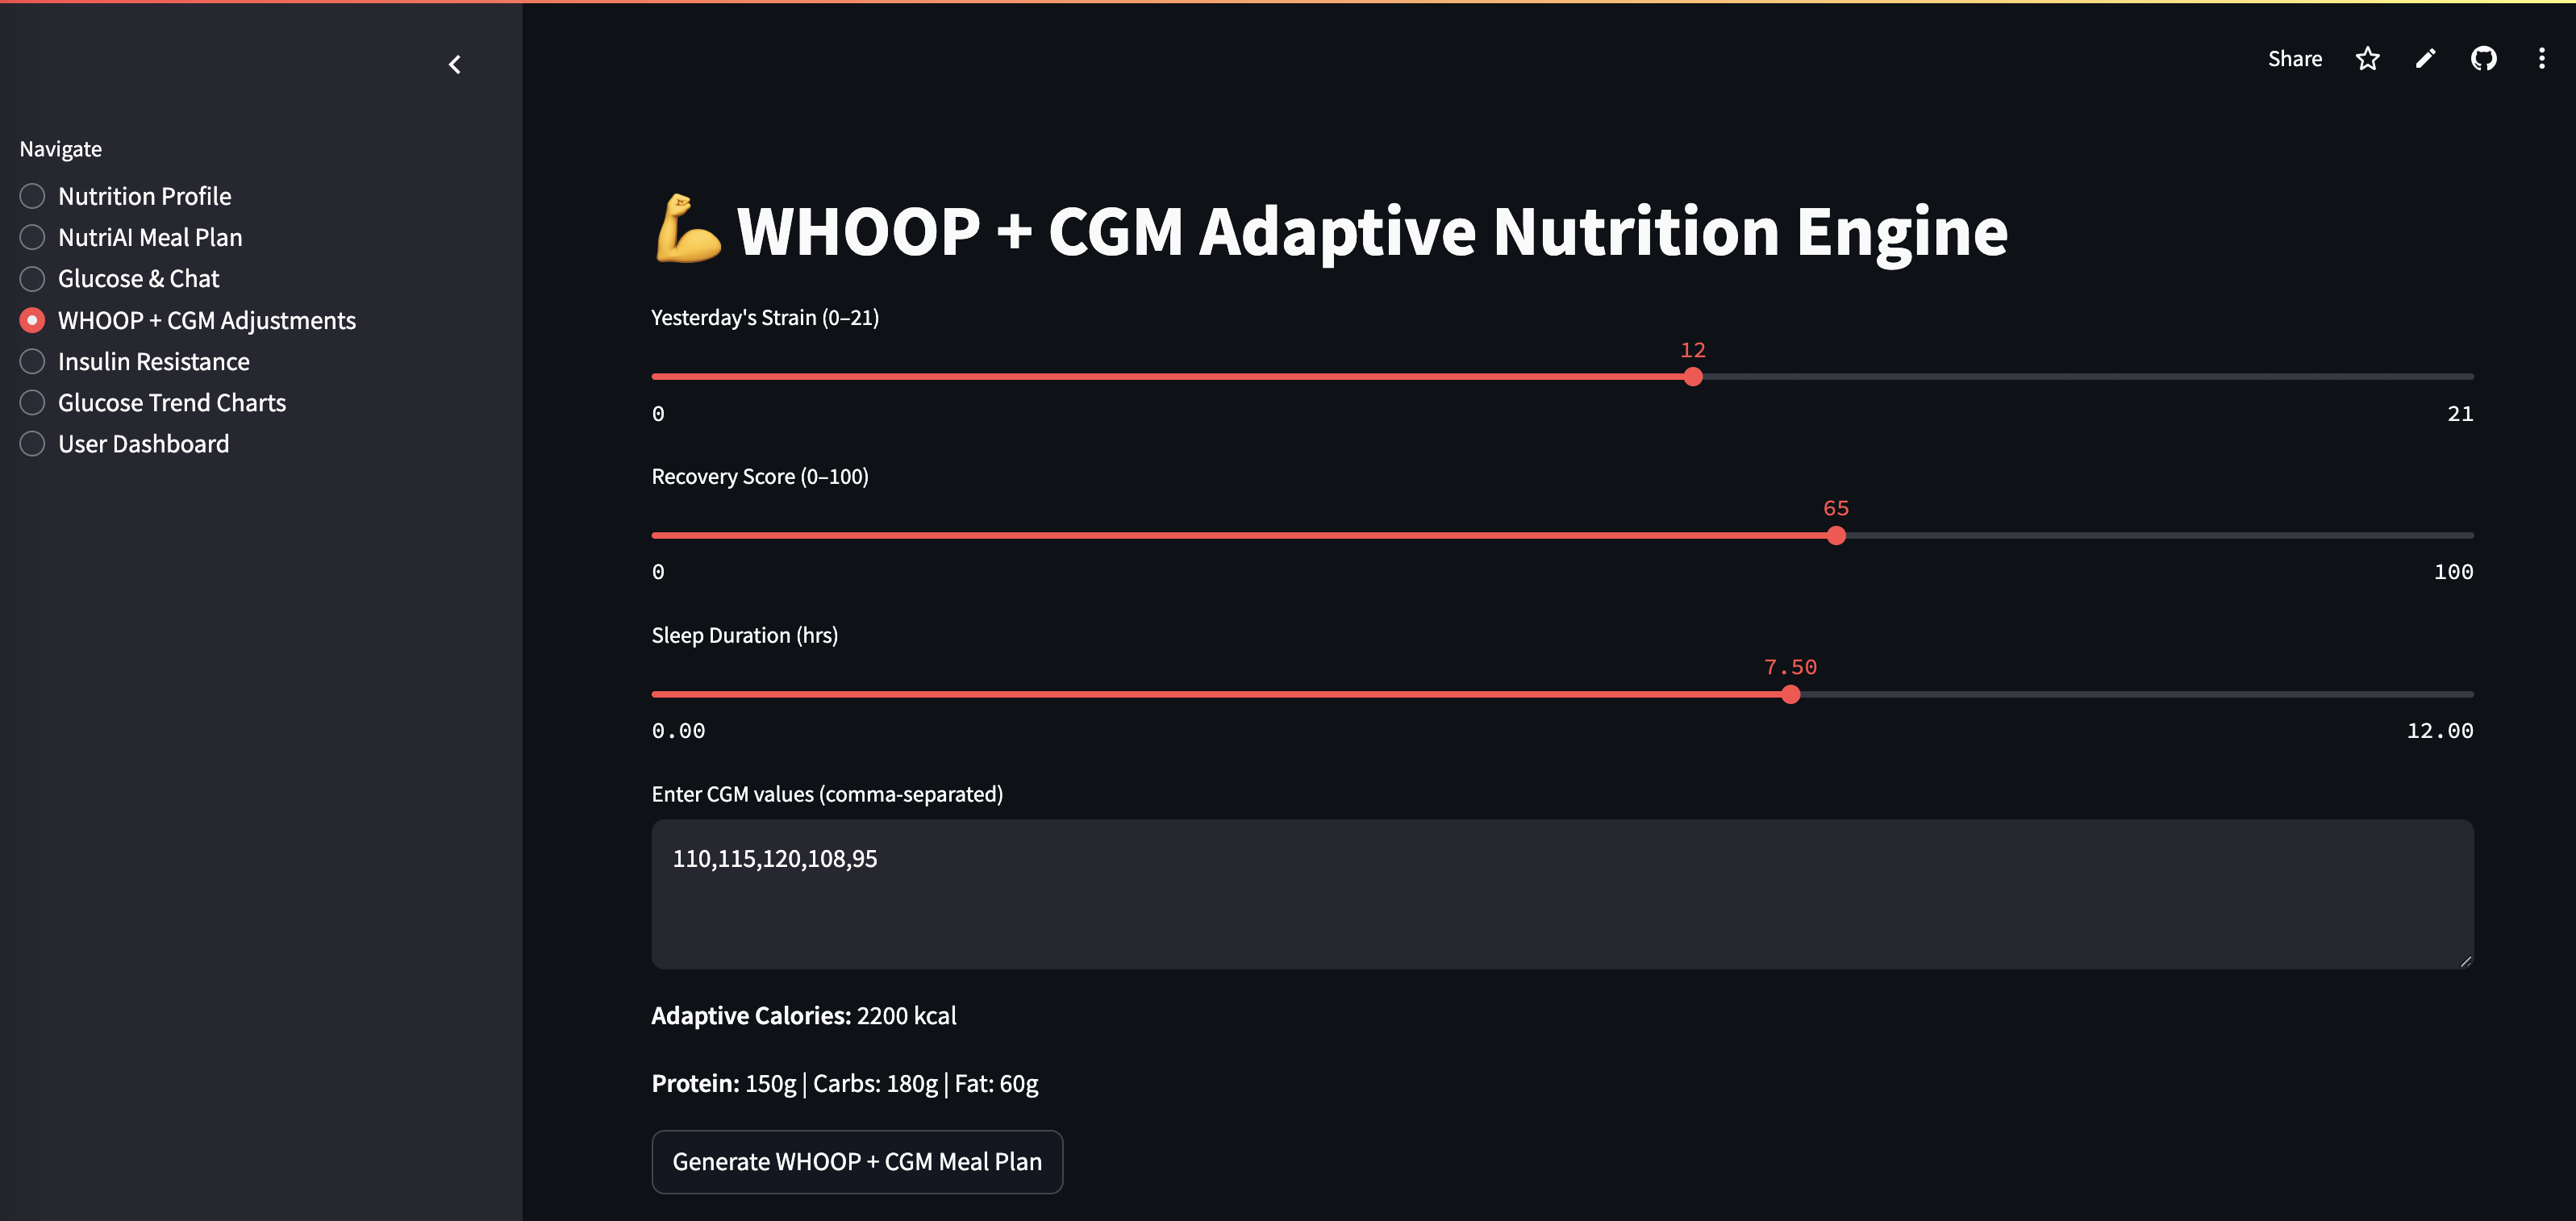 Share
Navigate
Nutrition Profile
NutriAI Meal Plan
Glucose & Chat
WHOOP + CGM Adjustments
Insulin Resistance
Glucose Trend Charts
User Dashboard
💪 WHOOP + CGM Adaptive Nutrition Engine
Yesterday's Strain (0–21)
12
0 21
Recovery Score (0–100)
65
0 100
Sleep Duration (hrs)
7.50
0.00 12.00
Enter CGM values (comma-separated)
110,115,120,108,95
Adaptive Calories: 2200 kcal
Protein: 150g | Carbs: 180g | Fat: 60g
Generate WHOOP + CGM Meal Plan